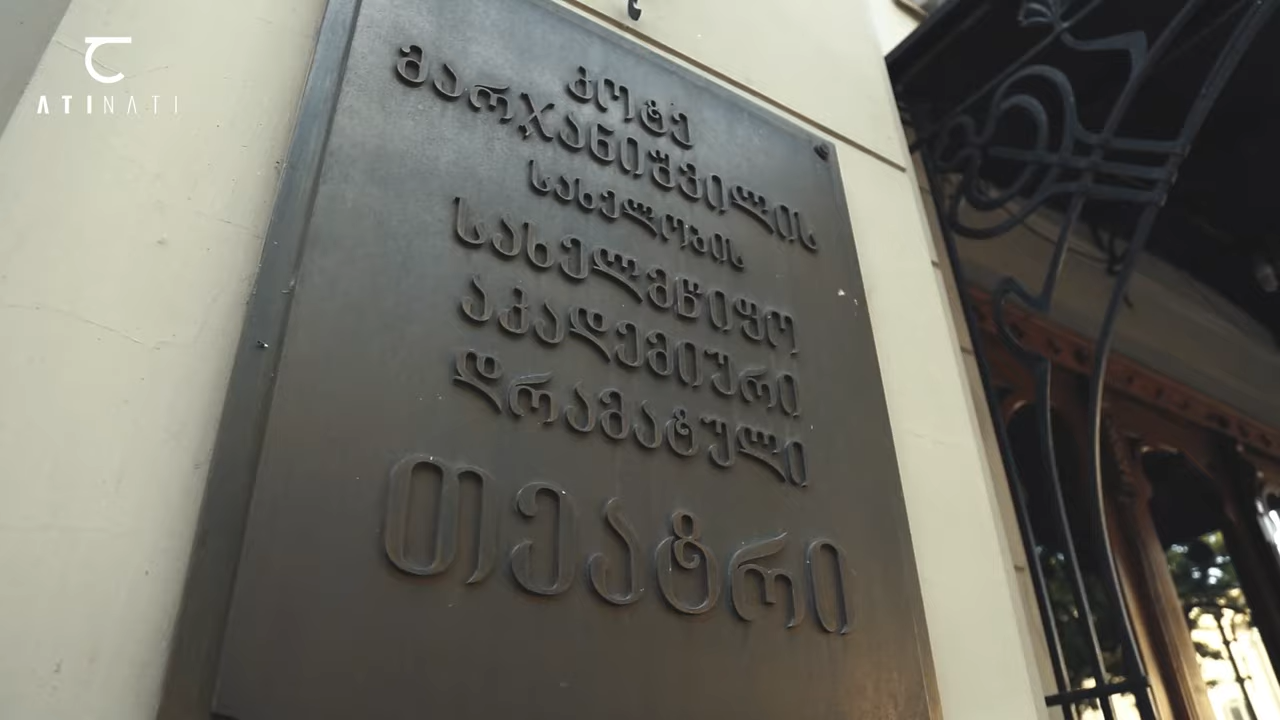 ATINATI
კოტე
მარჯანიშვილის
სახელობის
სახელმწიფო
აკადემიური
დრამატული
თეატრი